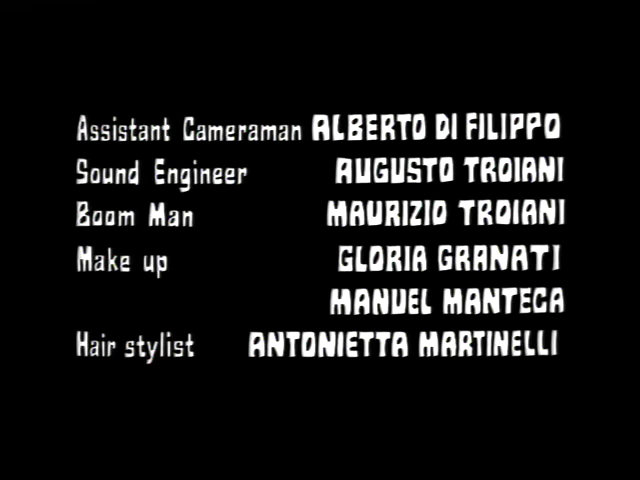 Assistant Cameraman ALBERTO DI FILIPPO
Sound Engineer AUGUSTO TROIANI
Boom Man MAURIZIO TROIANI
Make up GLORIA GRANATI
MANUEL MANTECA
Hair stylist ANTONIETTA MARTINELLI